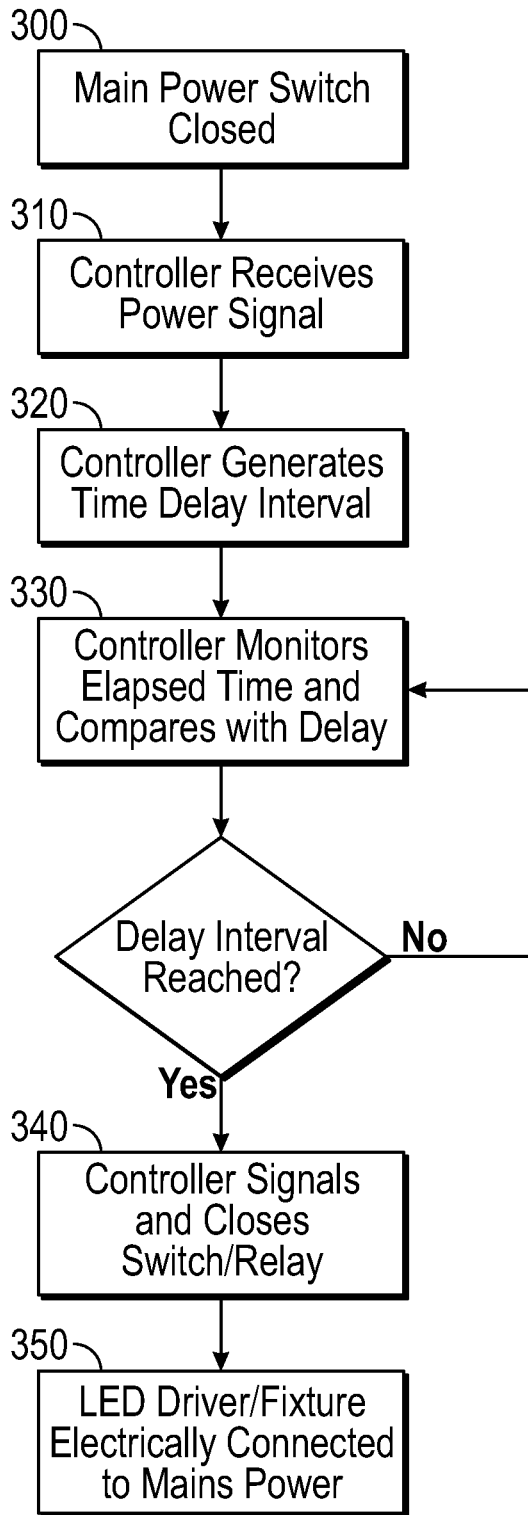 300
Main Power Switch
Closed
310
Controller Receives
Power Signal
320
Controller Generates
Time Delay Interval
330
Controller Monitors
Elapsed Time and
Compares with Delay
Delay Interval
Reached?
No
Yes
340
Controller Signals
and Closes
Switch/Relay
350
LED Driver/Fixture
Electrically Connected
to Mains Power